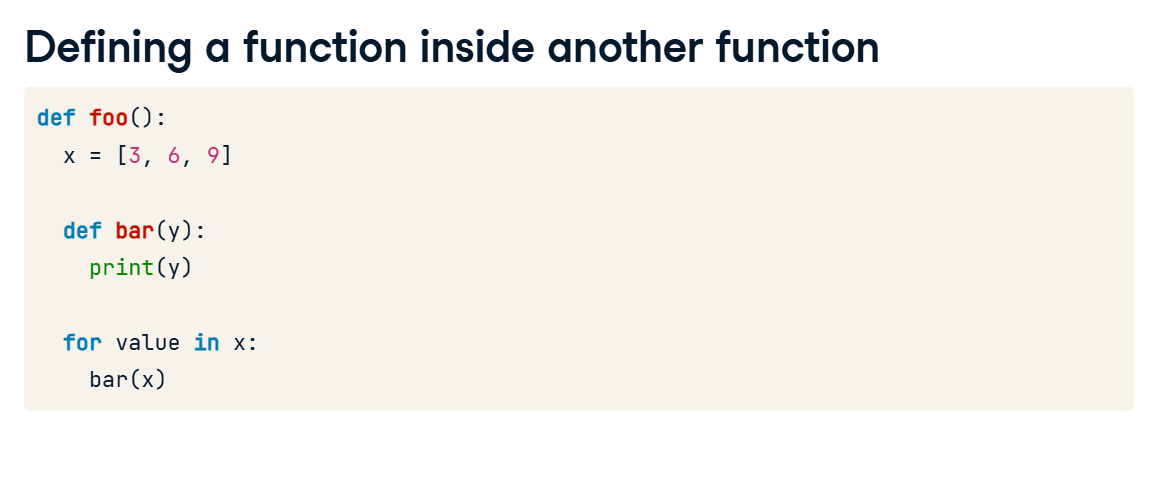 Defining a function inside another function
def foo():
  x = [3, 6, 9]
  def bar(y):
    print(y)
  for value in x:
    bar(x)